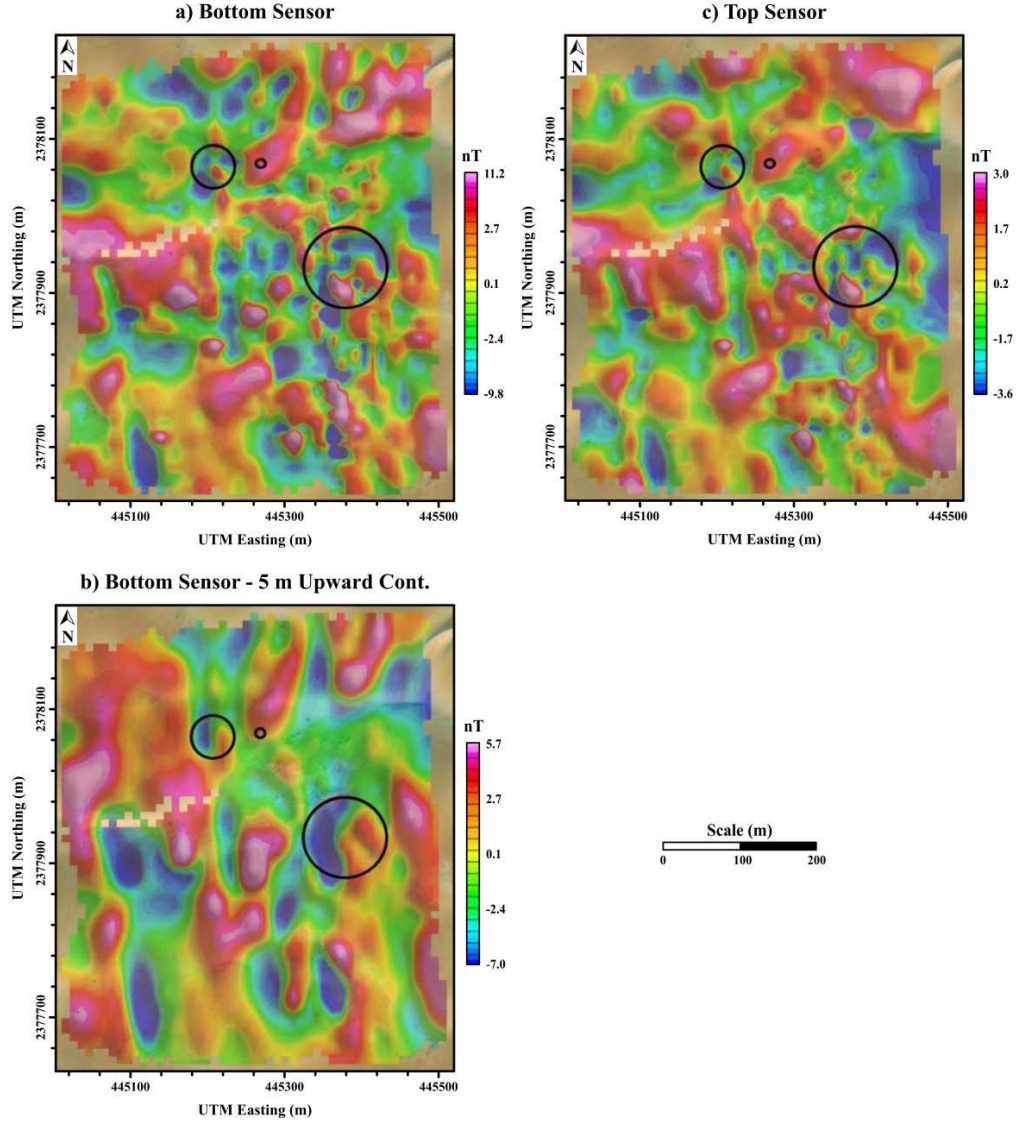 a) Bottom Sensor
N
UTM Northing (m)
2378100
2377900
2377700
445100 445300 445500
UTM Easting (m)
nT
11.2
2.7
0.1
-2.4
-9.8
c) Top Sensor
N
UTM Northing (m)
2378100
2377900
2377700
445100 445300 445500
UTM Easting (m)
nT
3.0
1.7
0.2
-1.7
-3.6
b) Bottom Sensor - 5 m Upward Cont.
N
UTM Northing (m)
2378100
2377900
2377700
445100 445300 445500
UTM Easting (m)
nT
5.7
2.7
0.1
-2.4
-7.0
Scale (m)
0 100 200